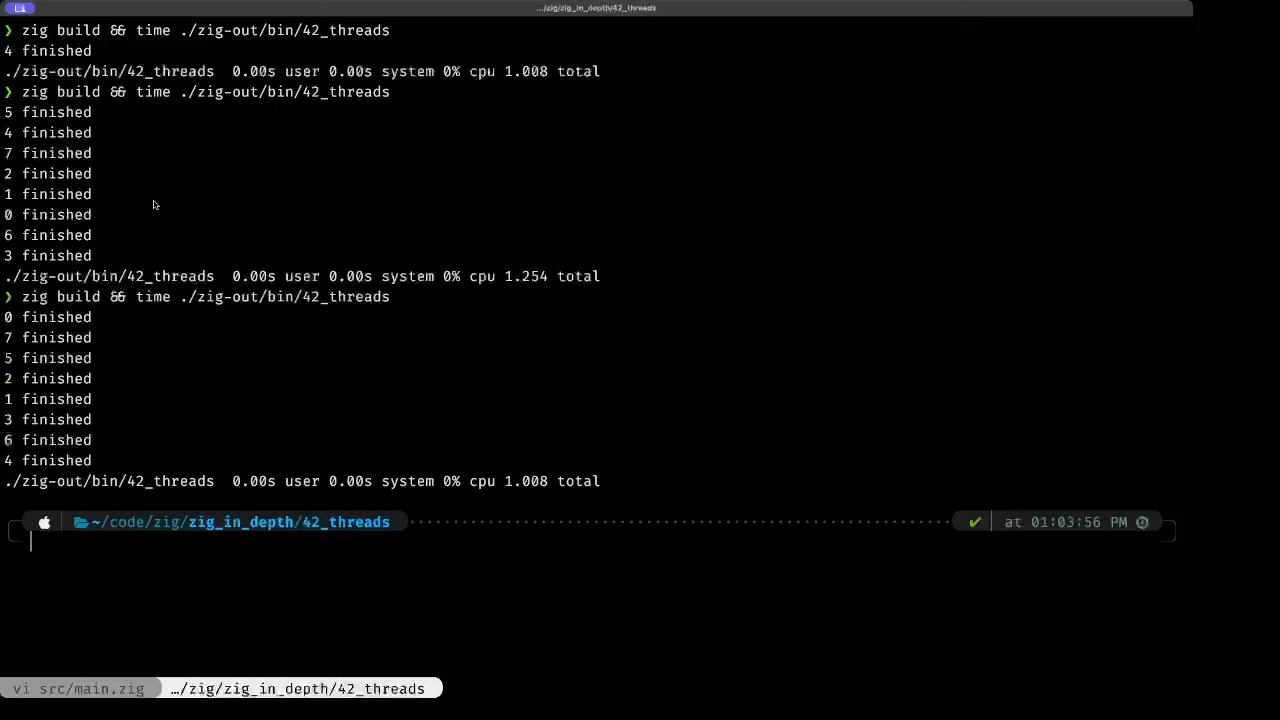 …/zig/zig_in_depth/42_threads
❯ zig build && time ./zig-out/bin/42_threads
4 finished
./zig-out/bin/42_threads  0.00s user 0.00s system 0% cpu 1.008 total
❯ zig build && time ./zig-out/bin/42_threads
5 finished
4 finished
7 finished
2 finished
1 finished
0 finished
6 finished
3 finished
./zig-out/bin/42_threads  0.00s user 0.00s system 0% cpu 1.254 total
❯ zig build && time ./zig-out/bin/42_threads
0 finished
7 finished
5 finished
2 finished
1 finished
3 finished
6 finished
4 finished
./zig-out/bin/42_threads  0.00s user 0.00s system 0% cpu 1.008 total
~/code/zig/zig_in_depth/42_threads ✔ at 01:03:56 PM
vi src/main.zig …/zig/zig_in_depth/42_threads